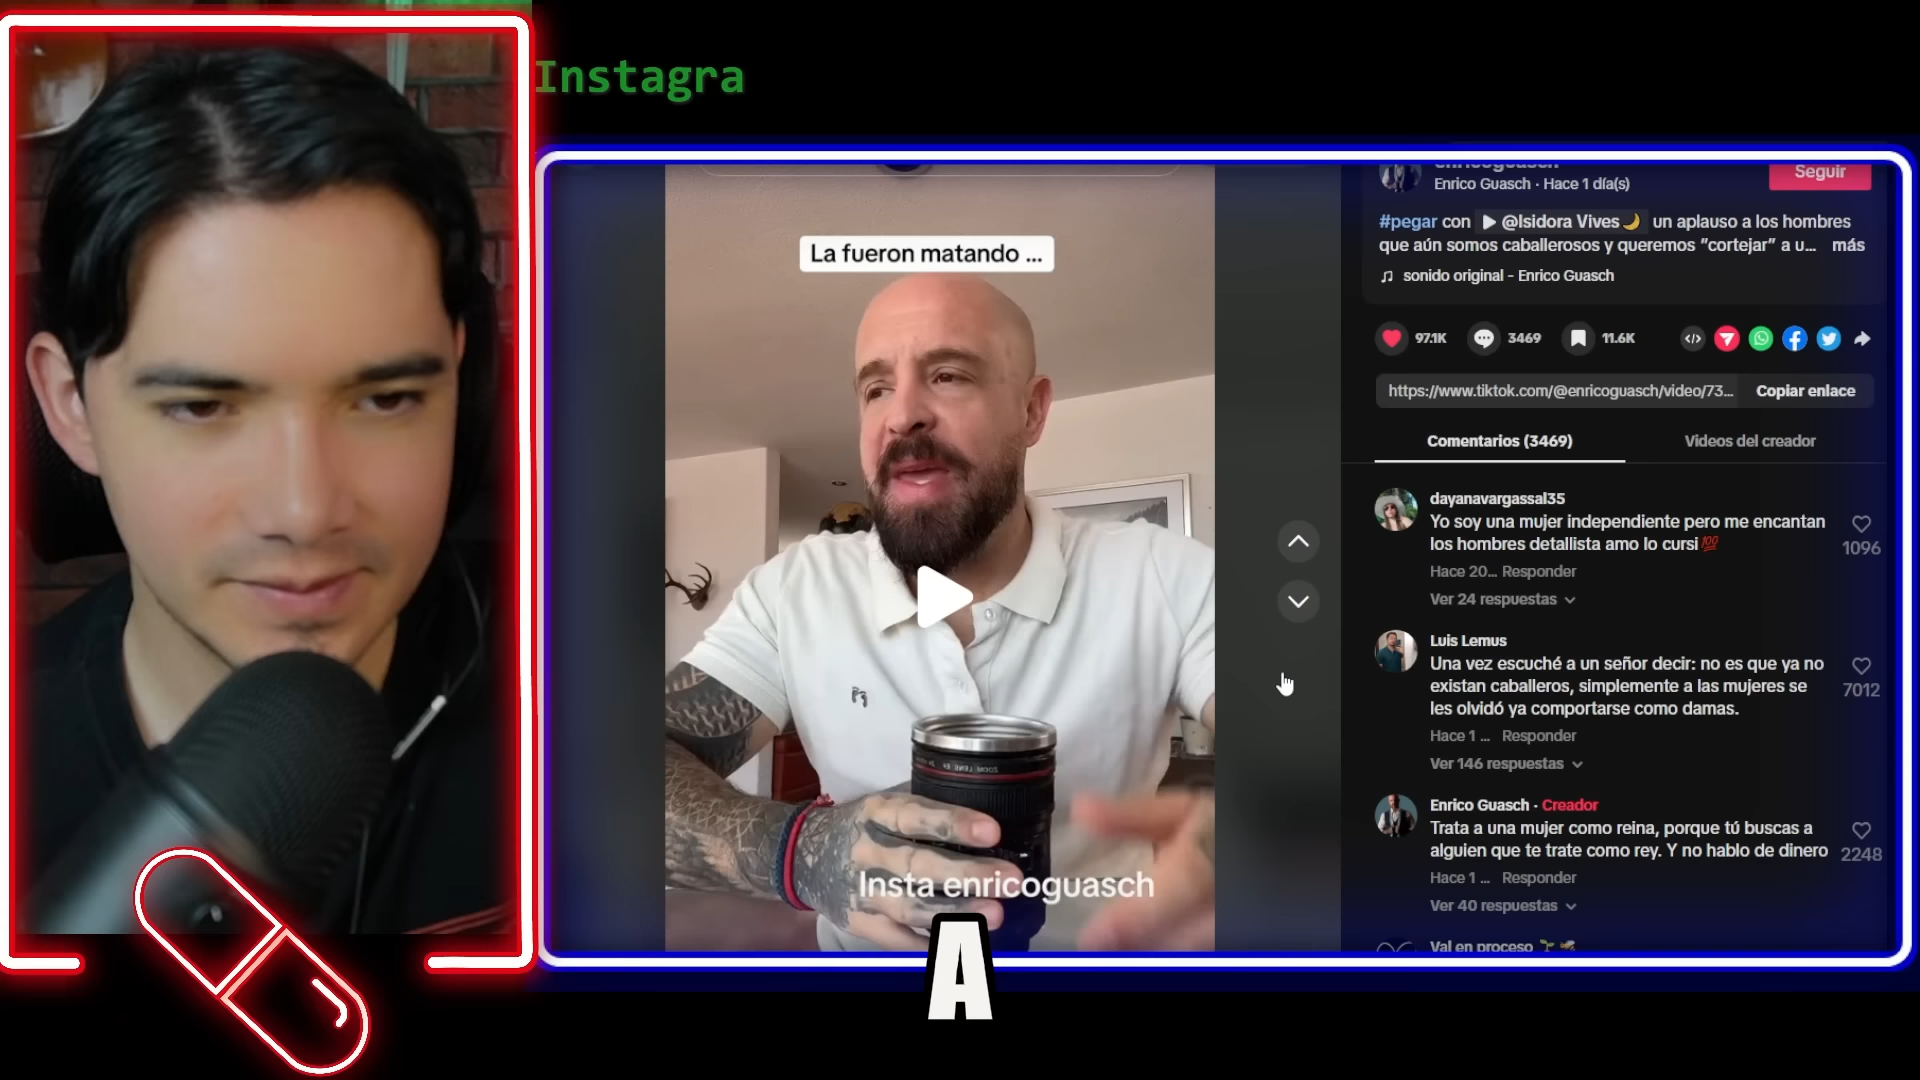 Instagra
La fueron matando ...
Insta enricoguasch
A
Enrico Guasch · Hace 1 día(s)
Seguir
#pegar con ▶ @Isidora Vives🌙 un aplauso a los hombres
que aún somos caballerosos y queremos “cortejar” a u... más
sonido original - Enrico Guasch
97.1K 3469 11.6K
https://www.tiktok.com/@enricoguasch/video/73... Copiar enlace
Comentarios (3469) Videos del creador
dayanavargassal35
Yo soy una mujer independiente pero me encantan
los hombres detallista amo lo cursi💯
1096
Hace 20... Responder
Ver 24 respuestas
Luis Lemus
Una vez escuché a un señor decir: no es que ya no
existan caballeros, simplemente a las mujeres se
les olvidó ya comportarse como damas.
7012
Hace 1 ... Responder
Ver 146 respuestas
Enrico Guasch · Creador
Trata a una mujer como reina, porque tú buscas a
alguien que te trate como rey. Y no hablo de dinero
2248
Hace 1 ... Responder
Ver 40 respuestas
Val en proceso